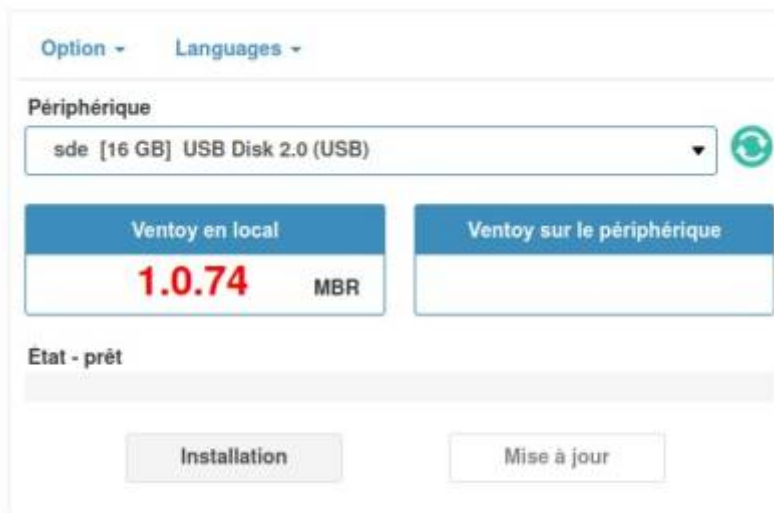 Option Languages
Périphérique
sde [16 GB] USB Disk 2.0 (USB)
Ventoy en local Ventoy sur le périphérique
1.0.74 MBR
État - prêt
Installation Mise à jour